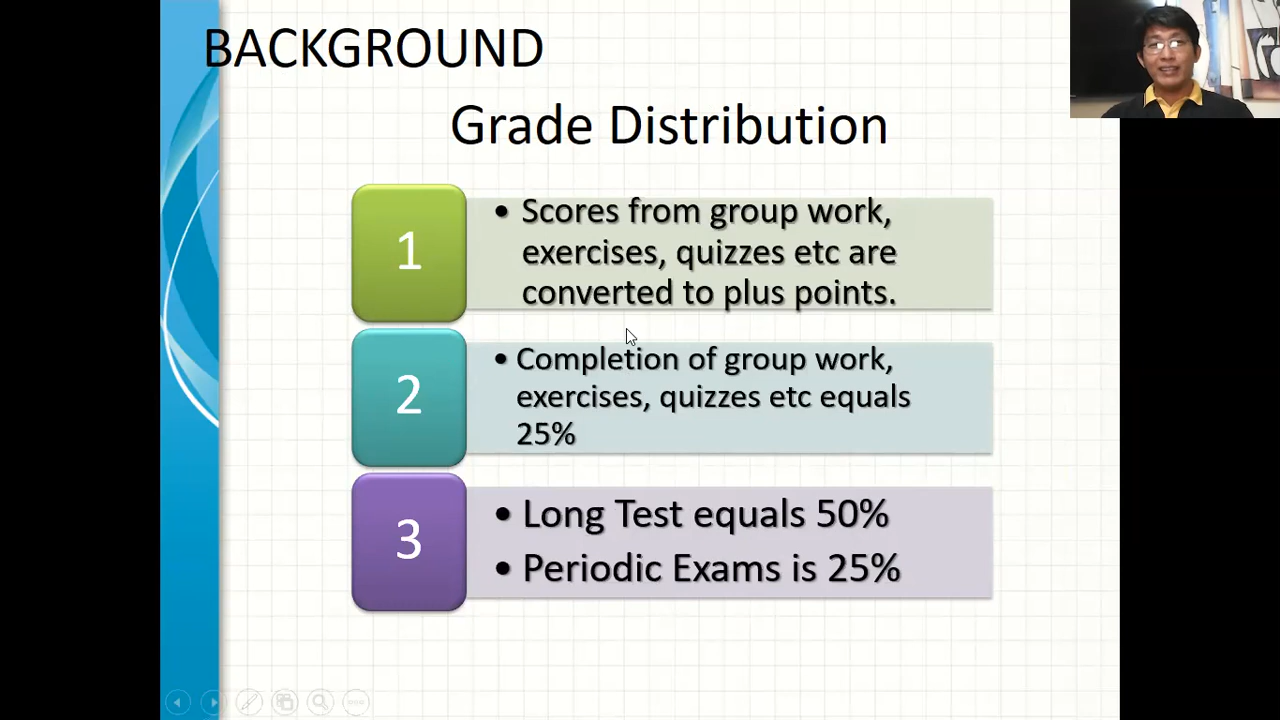 BACKGROUND
Grade Distribution
1
• Scores from group work,
exercises, quizzes etc are
converted to plus points.
2
• Completion of group work,
exercises, quizzes etc equals
25%
3
• Long Test equals 50%
• Periodic Exams is 25%